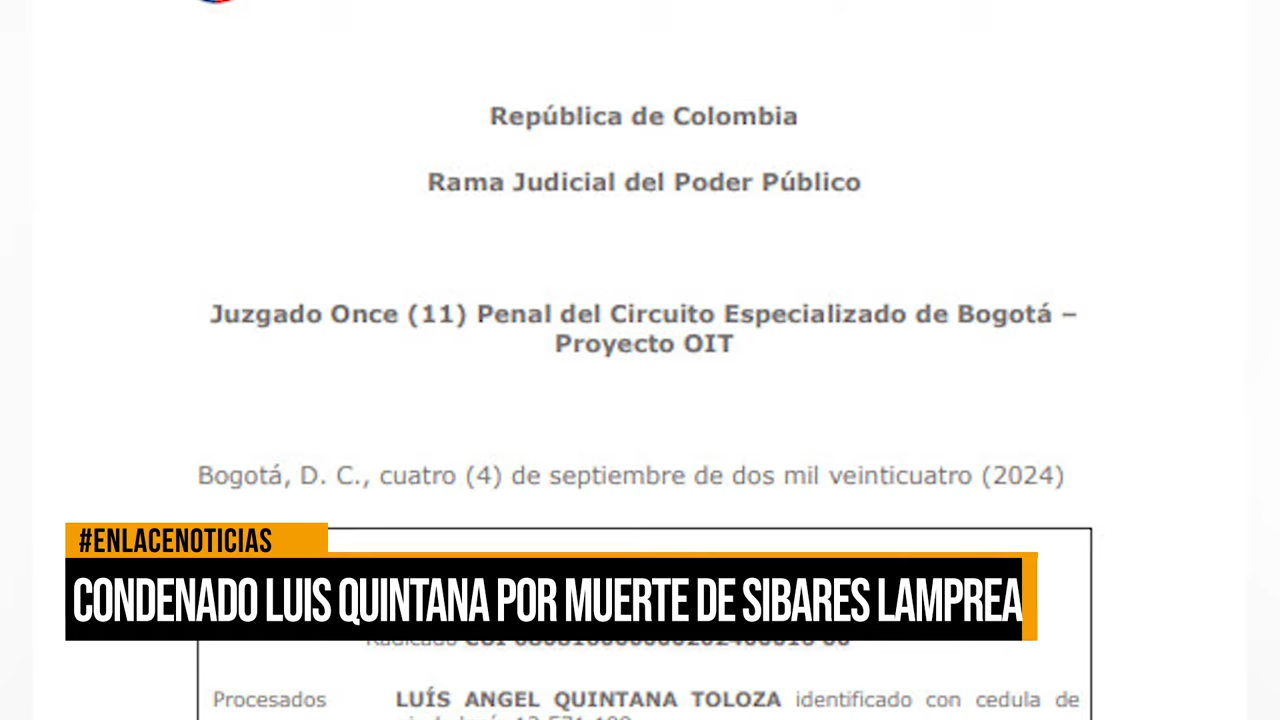 República de Colombia
Rama Judicial del Poder Público
Juzgado Once (11) Penal del Circuito Especializado de Bogotá –
Proyecto OIT
Bogotá, D. C., cuatro (4) de septiembre de dos mil veinticuatro (2024)
#ENLACENOTICIAS
CONDENADO LUIS QUINTANA POR MUERTE DE SIBARES LAMPREA
Radicado
Procesados LUÍS ANGEL QUINTANA TOLOZA identificado con cedula de